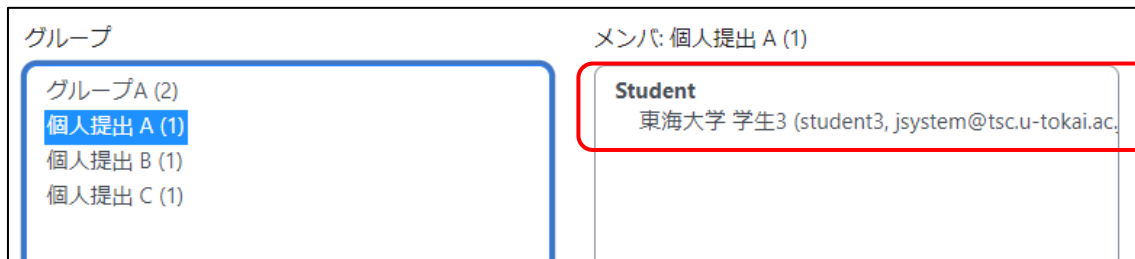 グループ
グループA (2)
個人提出 A (1)
個人提出 B (1)
個人提出 C (1)
メンバ: 個人提出 A (1)
Student
東海大学 学生3 (student3, jsystem@tsc.u-tokai.ac.